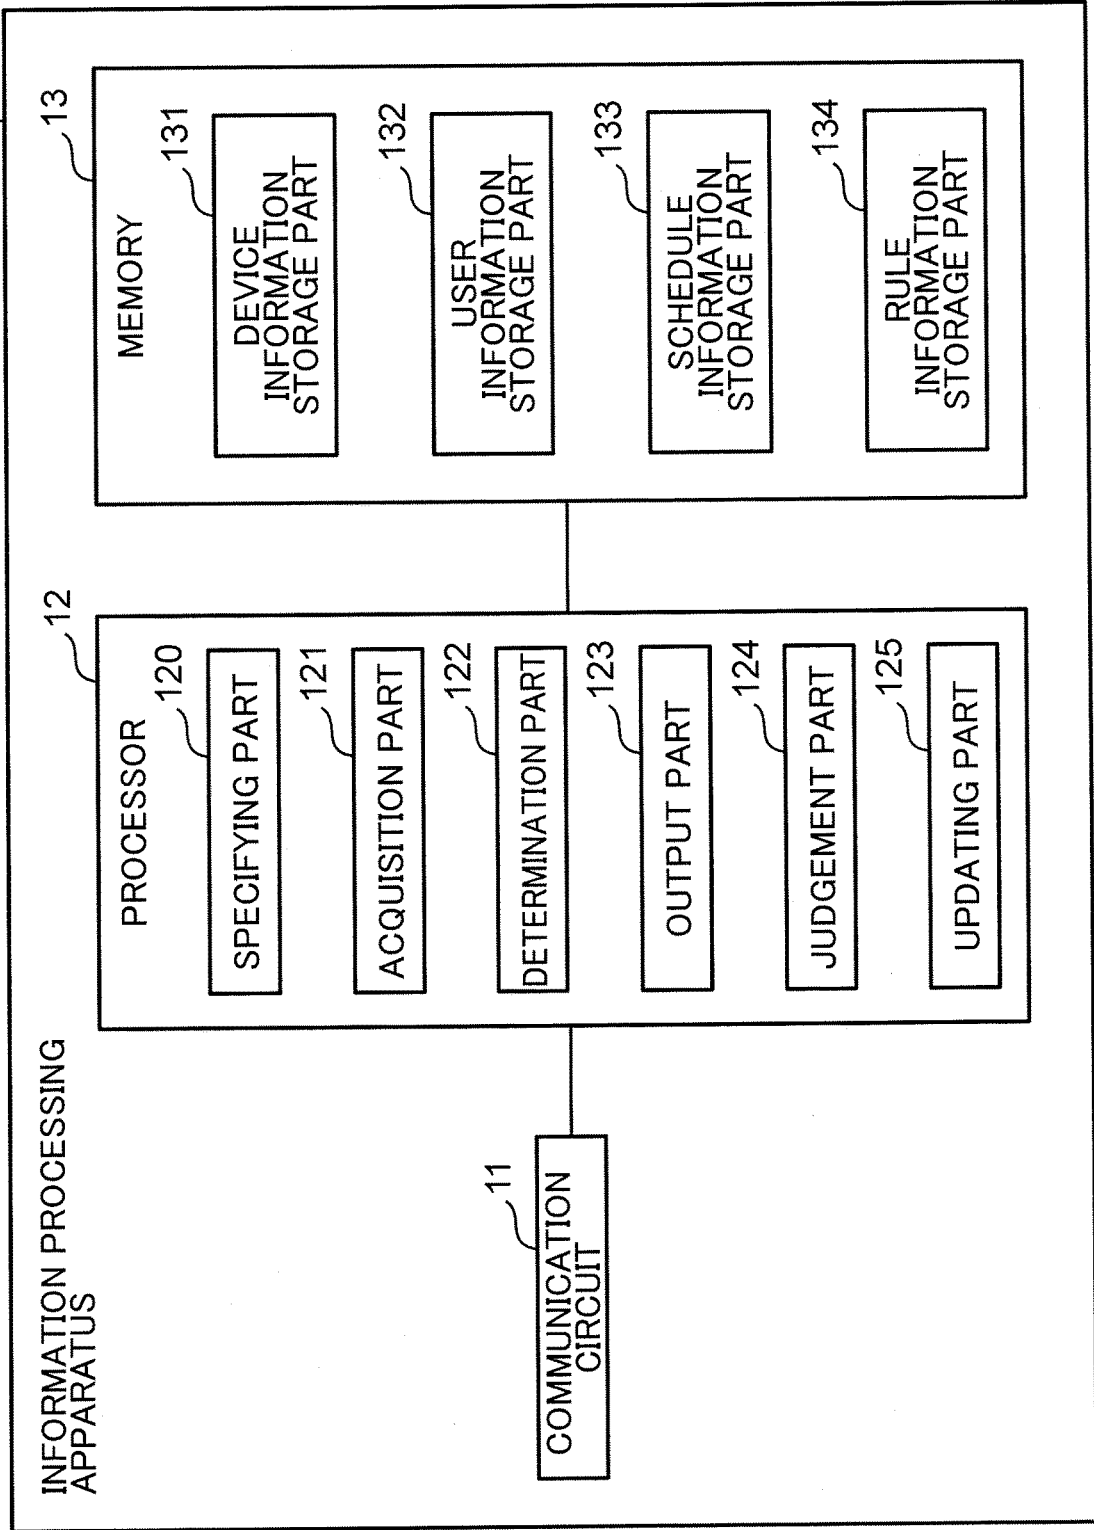 INFORMATION PROCESSING
APPARATUS
11
COMMUNICATION
CIRCUIT
12
PROCESSOR
120
SPECIFYING PART
121
ACQUISITION PART
122
DETERMINATION PART
123
OUTPUT PART
124
JUDGEMENT PART
125
UPDATING PART
13
MEMORY
131
DEVICE
INFORMATION
STORAGE PART
132
USER
INFORMATION
STORAGE PART
133
SCHEDULE
INFORMATION
STORAGE PART
134
RULE
INFORMATION
STORAGE PART